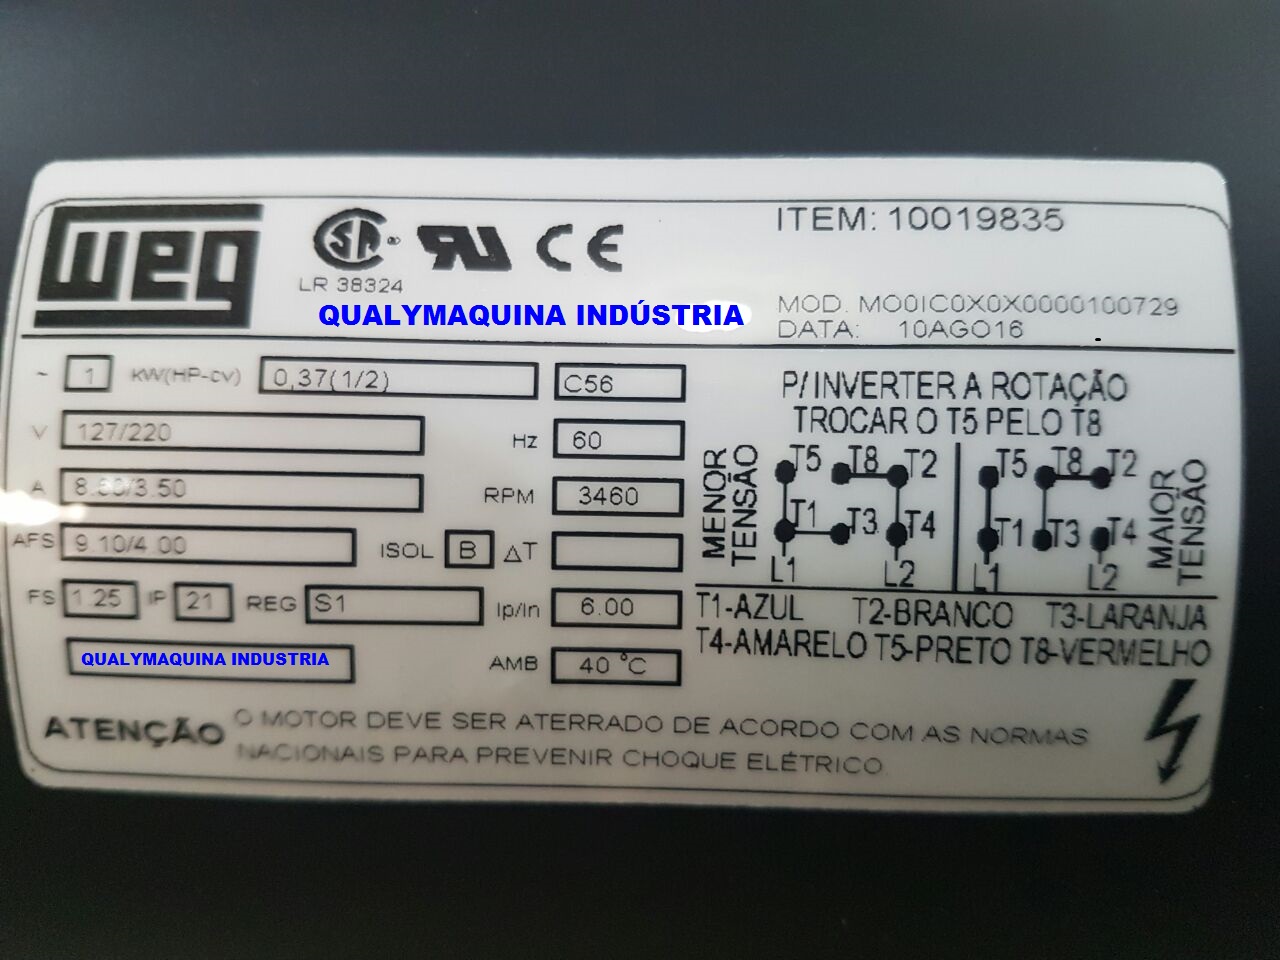 weg
SA ®
LR 38324
CE
ITEM: 10019835
QUALYMAQUINA INDÚSTRIA
MOD. MO0IC0X0X0000100729
DATA: 10AGO16
~ 1 KW(HP-cv) 0,37(1/2) C56
V 127/220 Hz 60
A /3.50 RPM 3460
AFS 9.10/4.00 ISOL B ΔT
FS 1.25 IP 21 REG S1 Ip/In 6.00
QUALYMAQUINA INDUSTRIA AMB 40 °C
P/INVERTER A ROTAÇÃO
TROCAR O T5 PELO T8
MENOR TENSÃO
T5 T8 T2
T1 T3 T4
L1 L2
T5 T8 T2
T1 T3 T4
L1 L2
MAIOR TENSÃO
T1-AZUL T2-BRANCO T3-LARANJA
T4-AMARELO T5-PRETO T8-VERMELHO
ATENÇÃO O MOTOR DEVE SER ATERRADO DE ACORDO COM AS NORMAS
NACIONAIS PARA PREVENIR CHOQUE ELÉTRICO